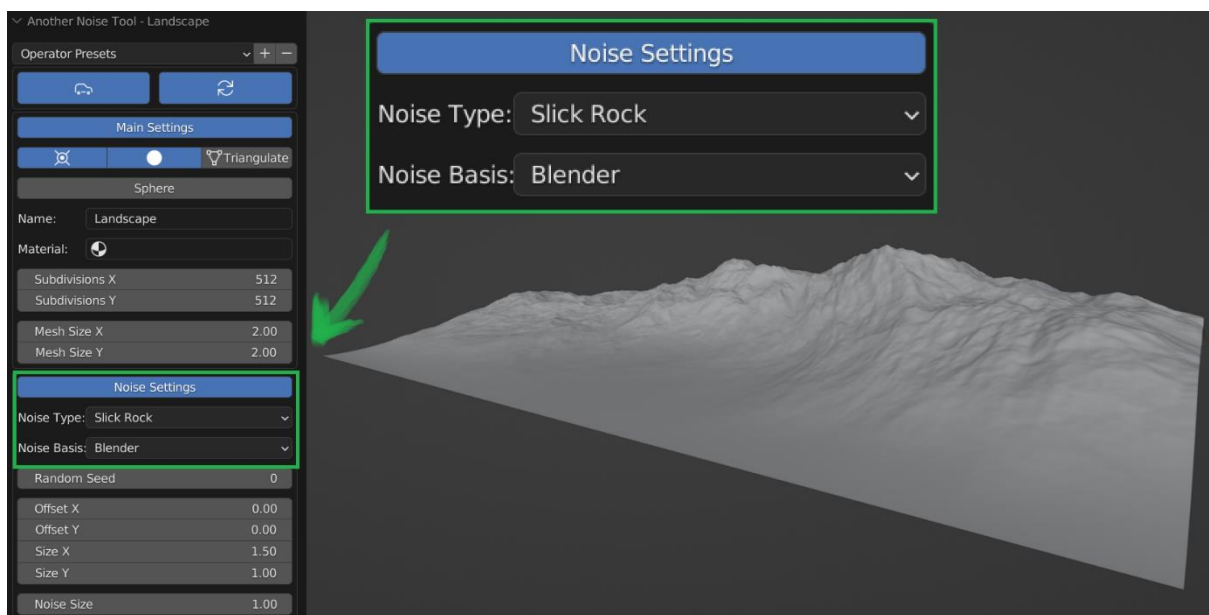 Another Noise Tool - Landscape
Operator Presets
Main Settings
Triangulate
Sphere
Name: Landscape
Material:
Subdivisions X 512
Subdivisions Y 512
Mesh Size X 2.00
Mesh Size Y 2.00
Noise Settings
Noise Type: Slick Rock
Noise Basis: Blender
Random Seed 0
Offset X 0.00
Offset Y 0.00
Size X 1.50
Size Y 1.00
Noise Size 1.00
Noise Settings
Noise Type: Slick Rock
Noise Basis: Blender